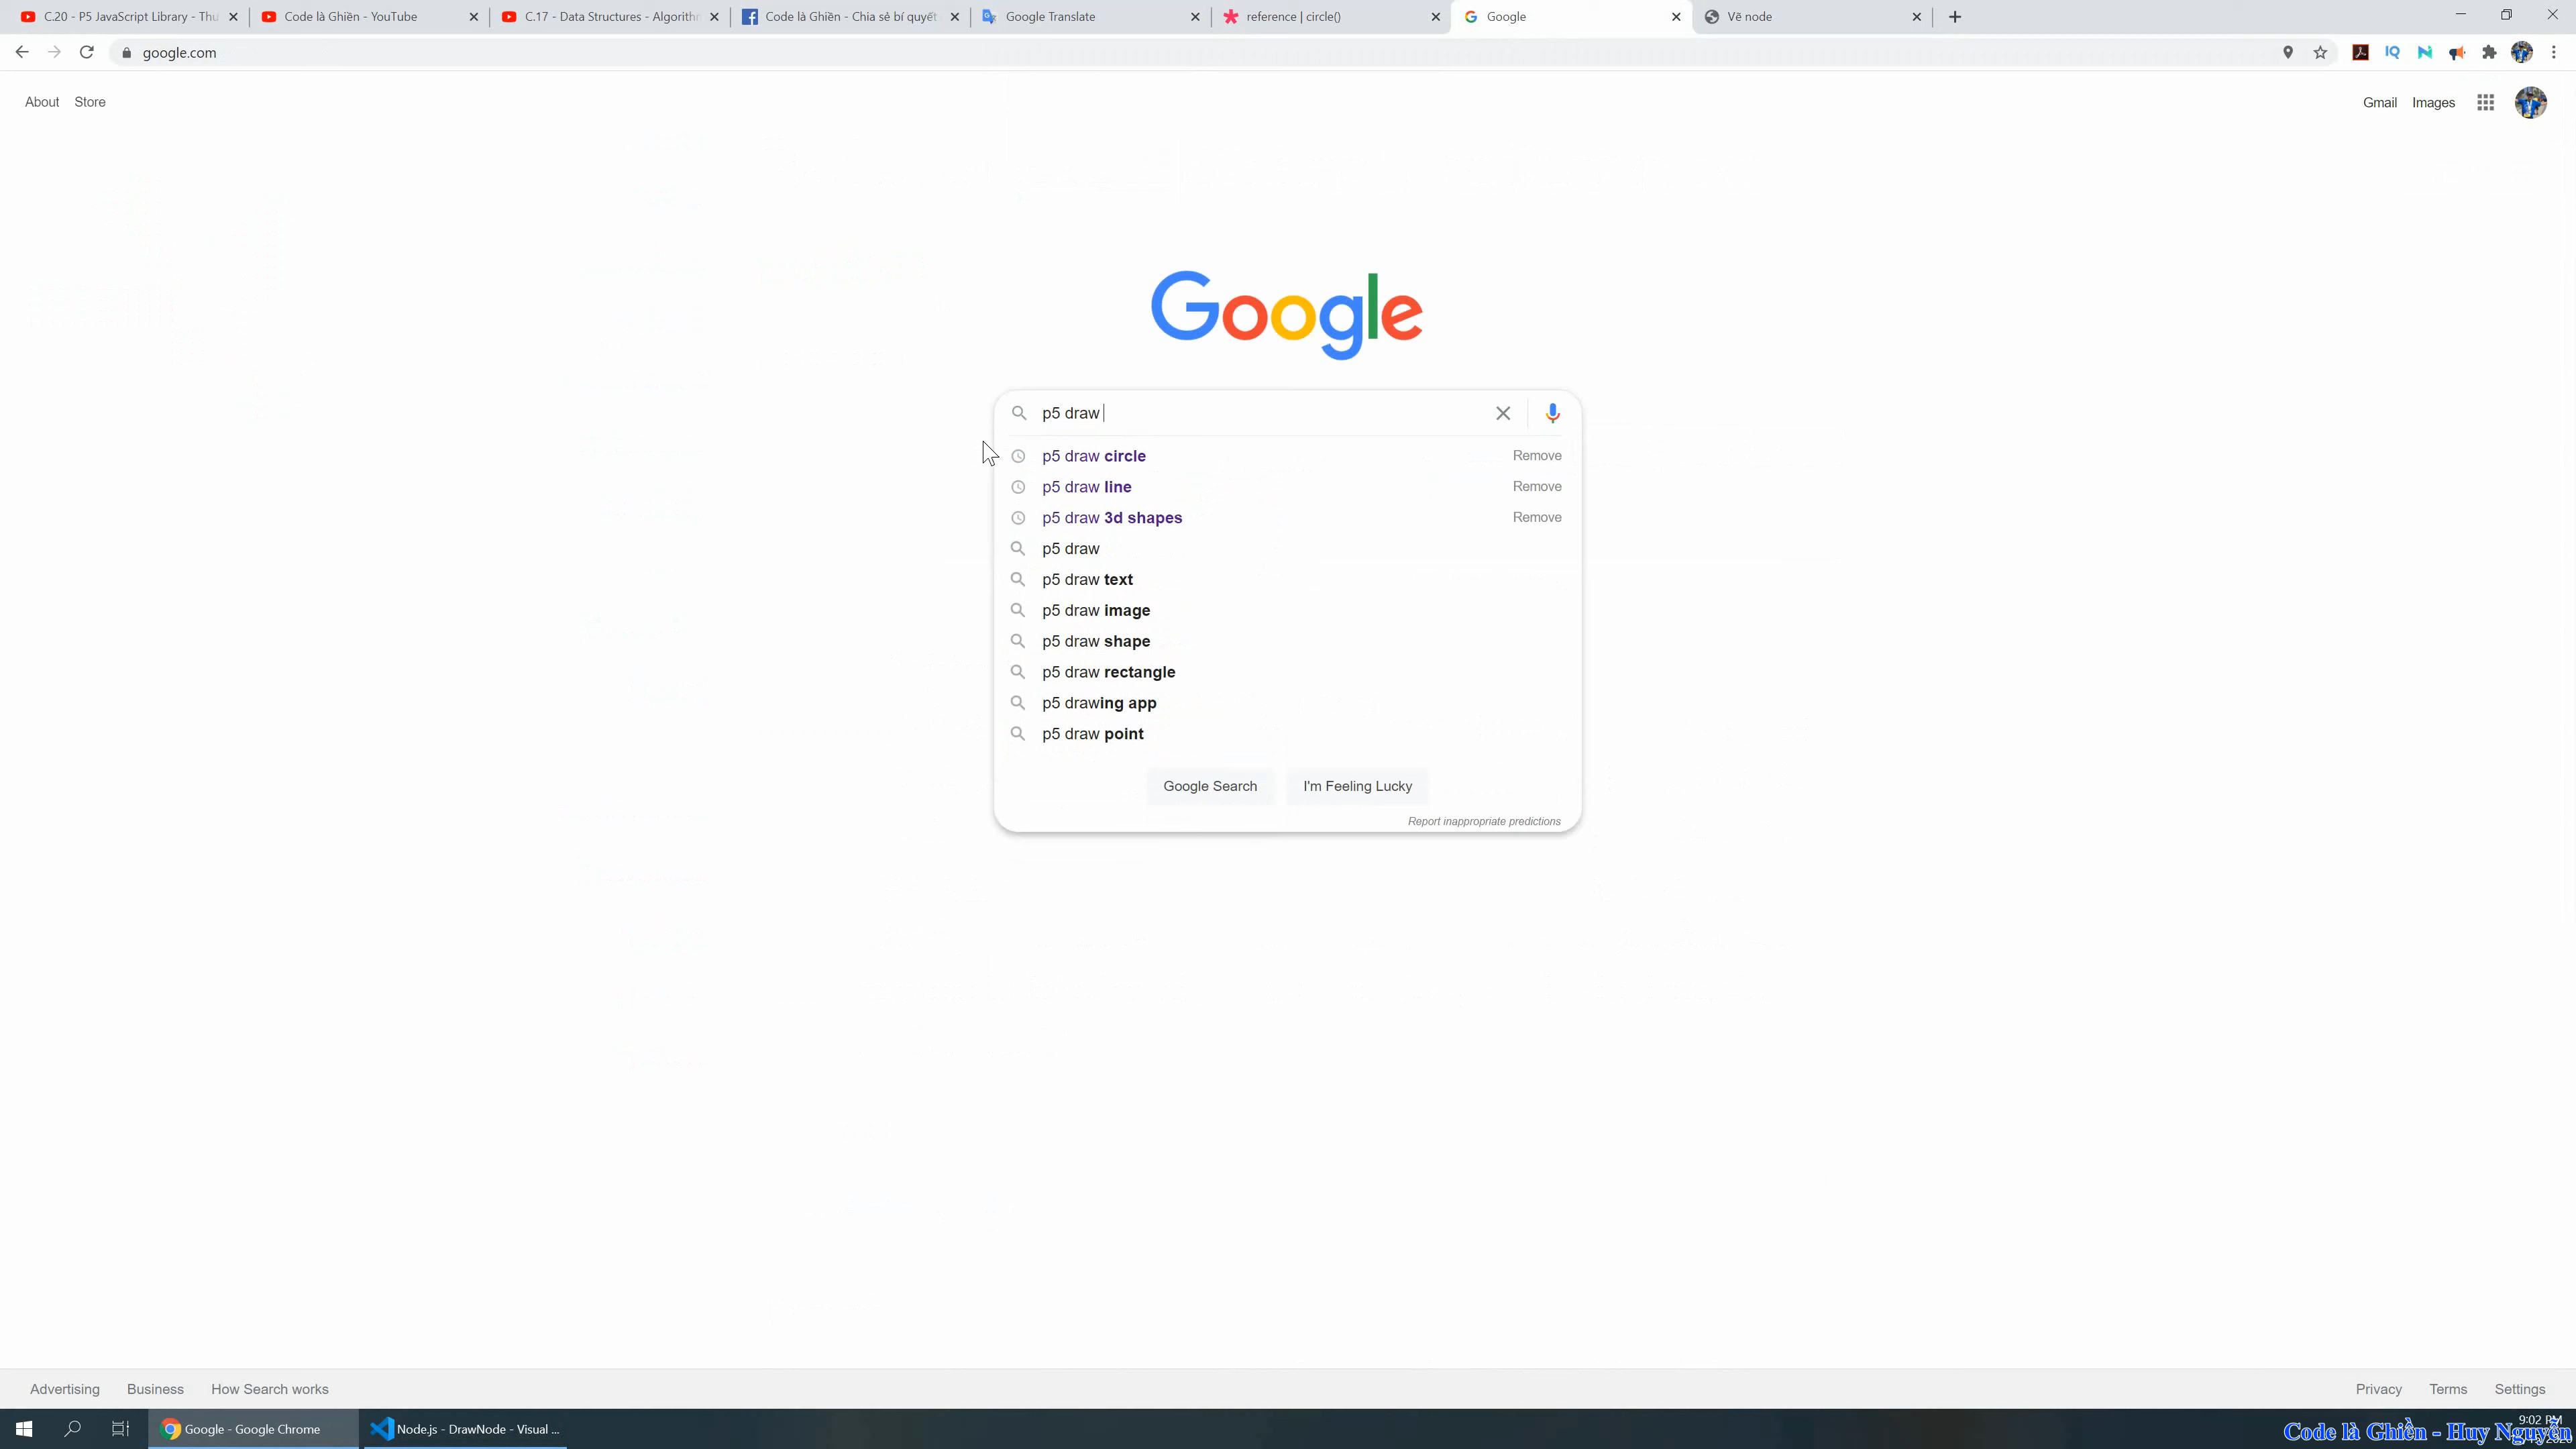 C.20 - P5 JavaScript Library - Thu
Code là Ghiền - YouTube
C.17 - Data Structures - Algorithm
Code là Ghiền - Chia sẻ bí quyết
Google Translate
reference | circle()
Google
Vẽ node
google.com
About Store
Gmail Images
Google
p5 draw
p5 draw circle Remove
p5 draw line Remove
p5 draw 3d shapes Remove
p5 draw
p5 draw text
p5 draw image
p5 draw shape
p5 draw rectangle
p5 drawing app
p5 draw point
Google Search I'm Feeling Lucky
Report inappropriate predictions
Advertising Business How Search works
Privacy Terms Settings
Google - Google Chrome
Node.js - DrawNode - Visual ...
9:02 PM
Code là Ghiền - Huy Nguyễn